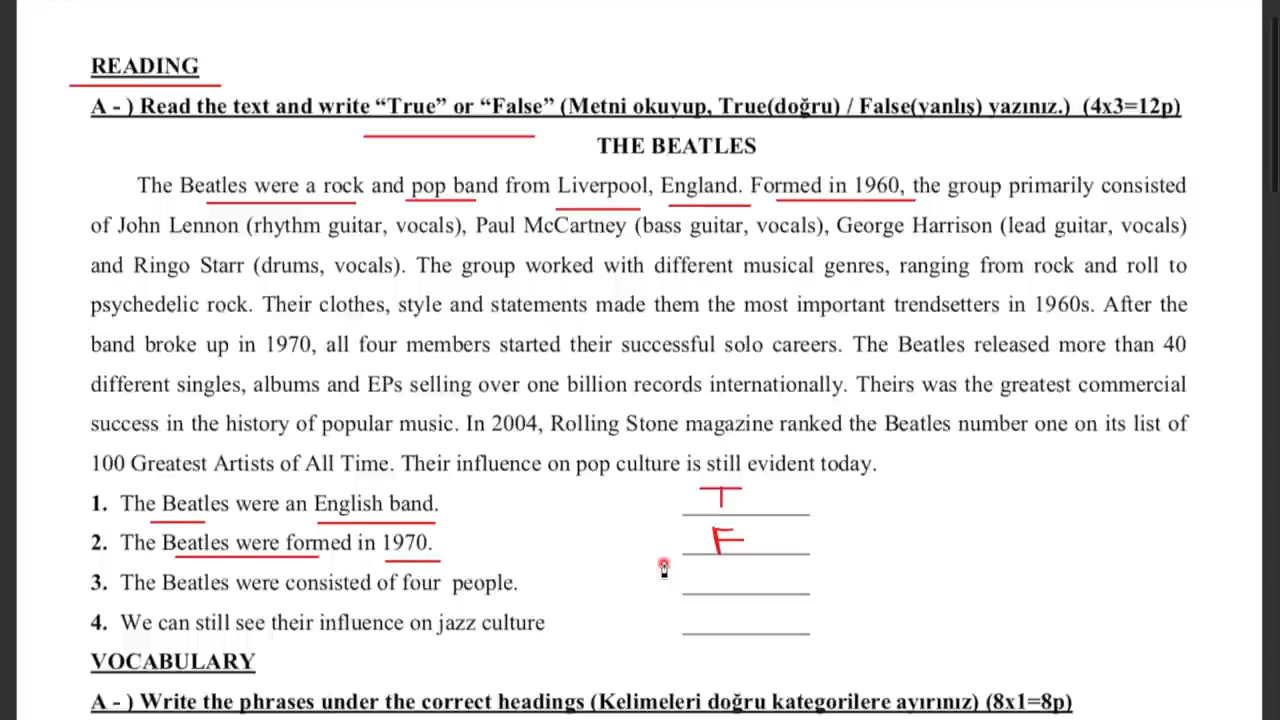 READING
A - ) Read the text and write “True” or “False” (Metni okuyup, True(doğru) / False(yanlış) yazınız.) (4x3=12p)
THE BEATLES
The Beatles were a rock and pop band from Liverpool, England. Formed in 1960, the group primarily consisted
of John Lennon (rhythm guitar, vocals), Paul McCartney (bass guitar, vocals), George Harrison (lead guitar, vocals)
and Ringo Starr (drums, vocals). The group worked with different musical genres, ranging from rock and roll to
psychedelic rock. Their clothes, style and statements made them the most important trendsetters in 1960s. After the
band broke up in 1970, all four members started their successful solo careers. The Beatles released more than 40
different singles, albums and EPs selling over one billion records internationally. Theirs was the greatest commercial
success in the history of popular music. In 2004, Rolling Stone magazine ranked the Beatles number one on its list of
100 Greatest Artists of All Time. Their influence on pop culture is still evident today.
1. The Beatles were an English band. T
2. The Beatles were formed in 1970. F
3. The Beatles were consisted of four people.
4. We can still see their influence on jazz culture
VOCABULARY
A - ) Write the phrases under the correct headings (Kelimeleri doğru kategorilere ayırınız) (8x1=8p)